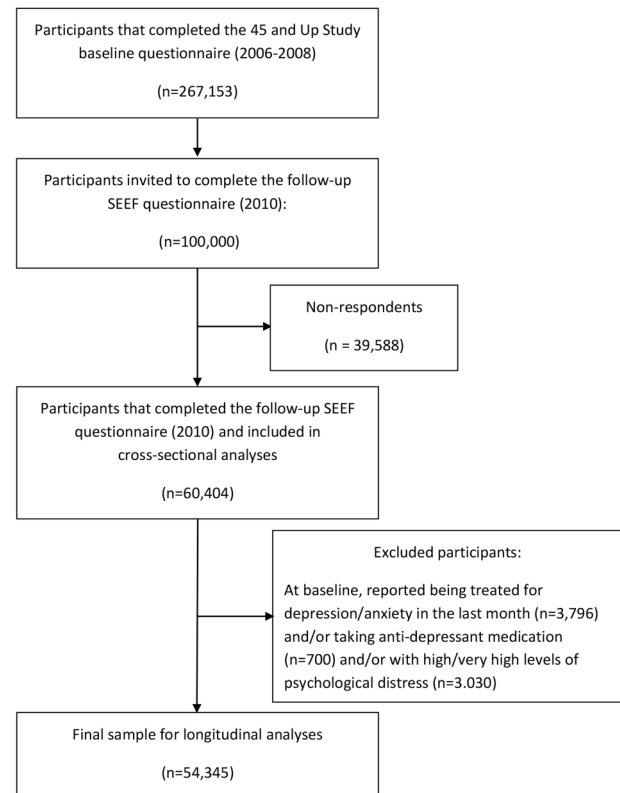 Participants that completed the 45 and Up Study
baseline questionnaire (2006-2008)
(n=267,153)
Participants invited to complete the follow-up
SEEF questionnaire (2010):
(n=100,000)
Non-respondents
(n = 39,588)
Participants that completed the follow-up SEEF
questionnaire (2010) and included in
cross-sectional analyses
(n=60,404)
Excluded participants:
At baseline, reported being treated for
depression/anxiety in the last month (n=3,796)
and/or taking anti-depressant medication
(n=700) and/or with high/very high levels of
psychological distress (n=3.030)
Final sample for longitudinal analyses
(n=54,345)